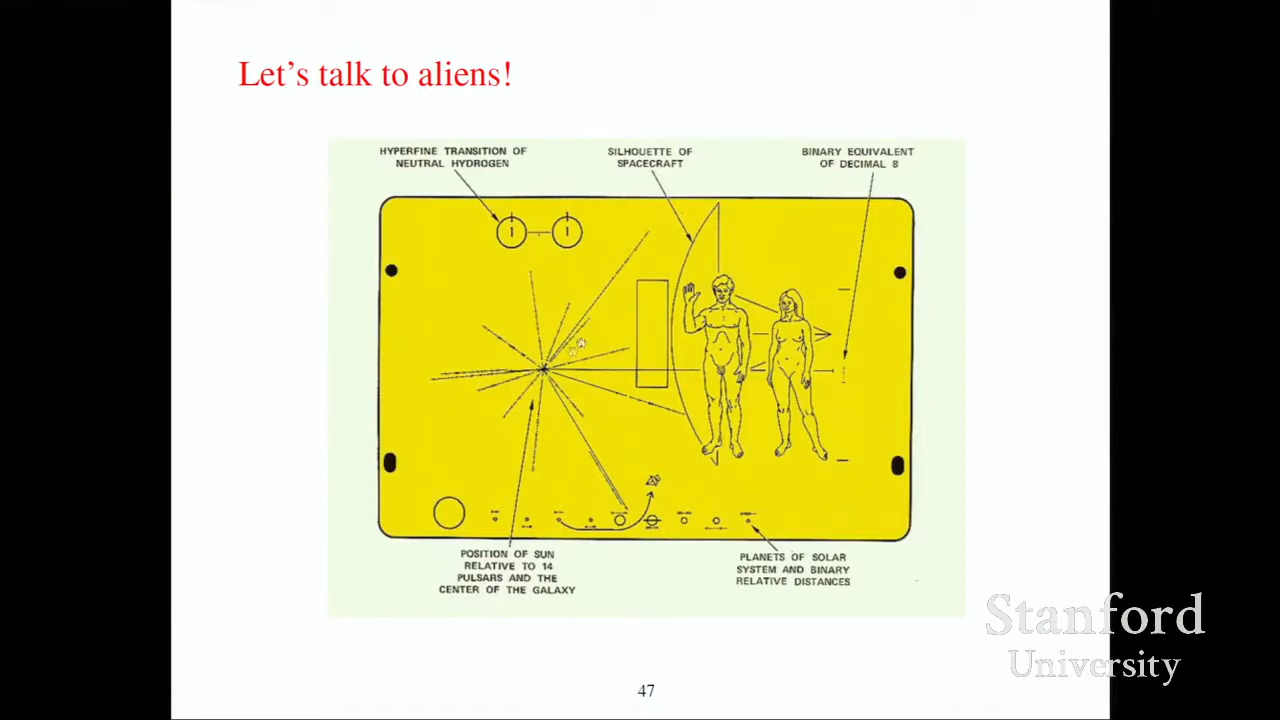 Let's talk to aliens!
HYPERFINE TRANSITION OF
NEUTRAL HYDROGEN
SILHOUETTE OF
SPACECRAFT
BINARY EQUIVALENT
OF DECIMAL 8
POSITION OF SUN
RELATIVE TO 14
PULSARS AND THE
CENTER OF THE GALAXY
PLANETS OF SOLAR
SYSTEM AND BINARY
RELATIVE DISTANCES
Stanford
University
47